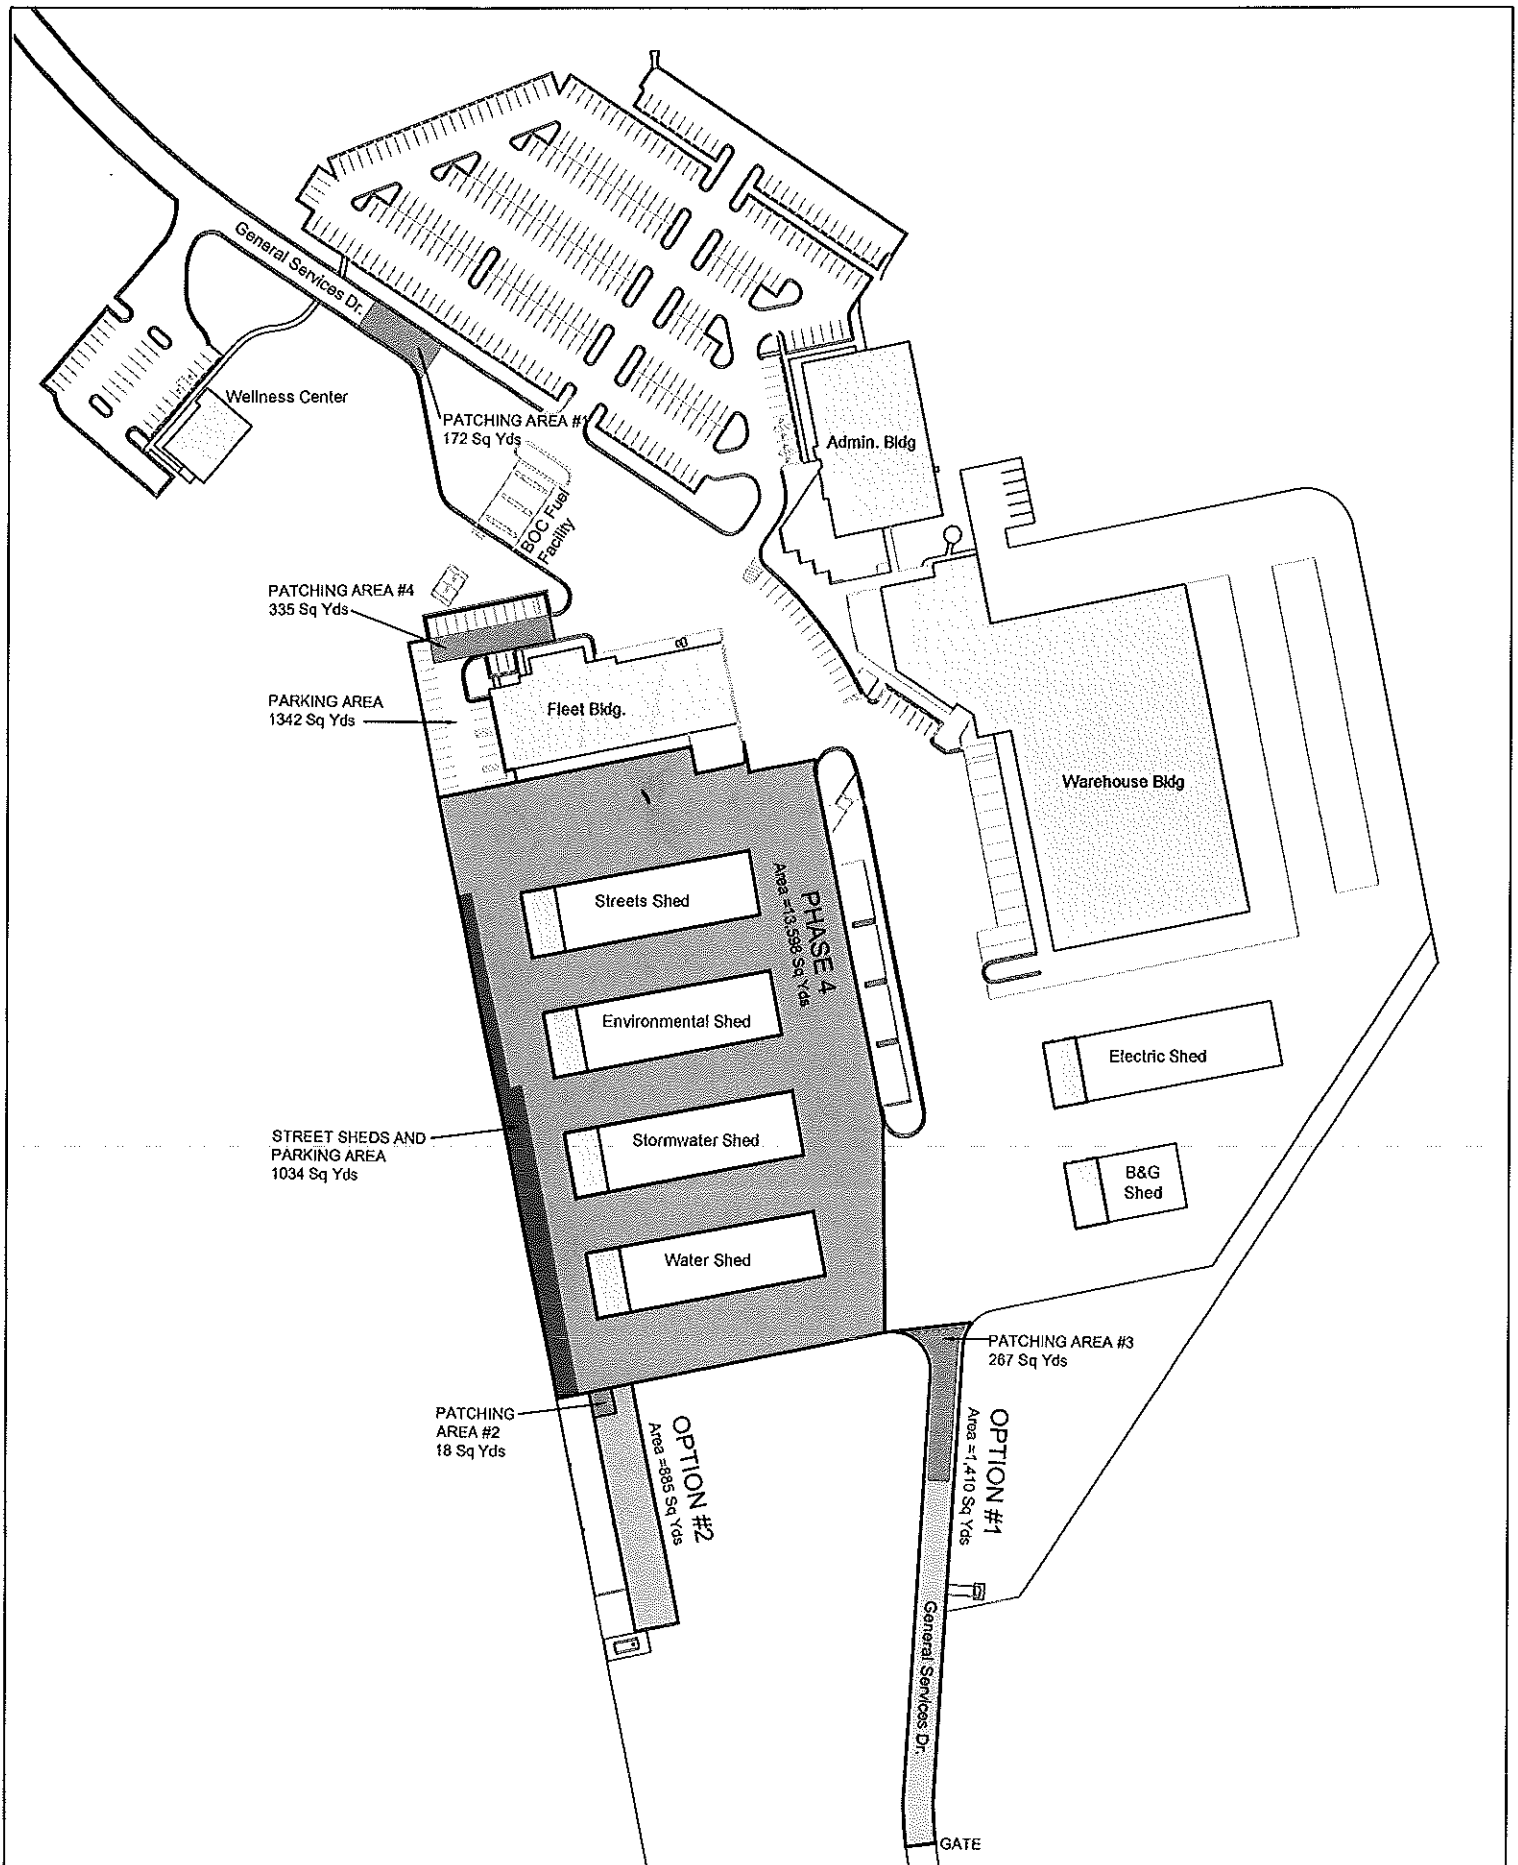 General Services Dr.
Wellness Center
PATCHING AREA #1
172 Sq Yds
Admin. Bldg
BOC Fuel
Facility
PATCHING AREA #4
335 Sq Yds
PARKING AREA
1342 Sq Yds
Fleet Bldg.
Warehouse Bldg
PHASE 4
Area =13,598 Sq Yds
Streets Shed
Environmental Shed
Electric Shed
STREET SHEDS AND
PARKING AREA
1034 Sq Yds
Stormwater Shed
B&G
Shed
Water Shed
PATCHING AREA #3
267 Sq Yds
PATCHING
AREA #2
18 Sq Yds
OPTION #2
Area =885 Sq Yds
OPTION #1
Area =1,410 Sq Yds
General Services Dr.
GATE